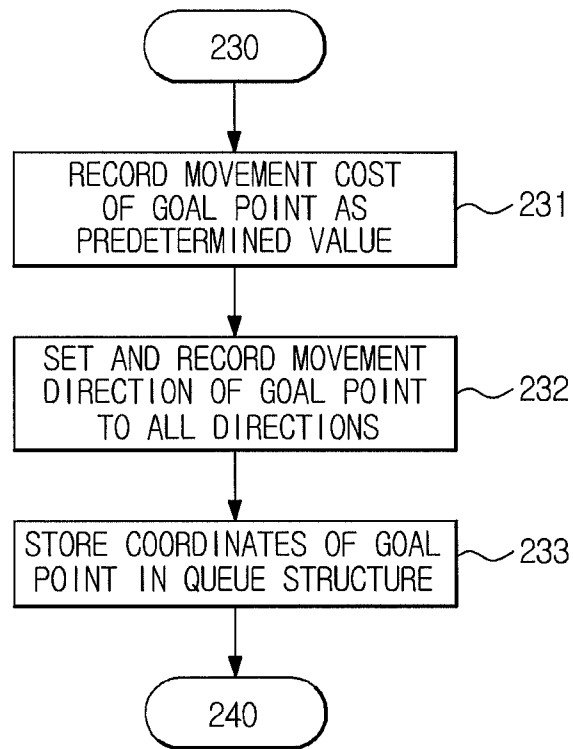 230
RECORD MOVEMENT COST
OF GOAL POINT AS
PREDETERMINED VALUE
231
SET AND RECORD MOVEMENT
DIRECTION OF GOAL POINT
TO ALL DIRECTIONS
232
STORE COORDINATES OF GOAL
POINT IN QUEUE STRUCTURE
233
240